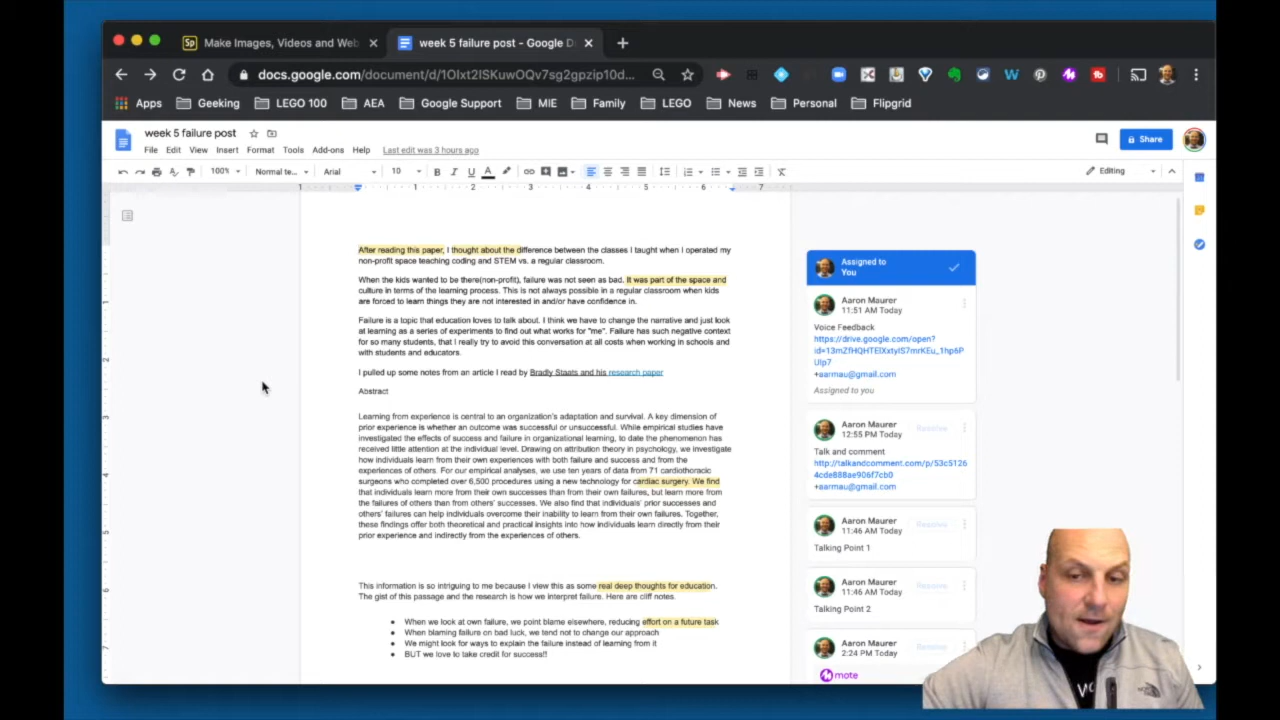 Make Images, Videos and Web
week 5 failure post - Google D
docs.google.com/document/d/1OIxt2ISKuwOQv7sg2gpzip10d...
Apps Geeking LEGO 100 AEA Google Support MIE Family LEGO News Personal Flipgrid
week 5 failure post
File Edit View Insert Format Tools Add-ons Help Last edit was 3 hours ago
Share
100% Normal te... Arial 10 B I U A Editing
1 1 2 3 4 5 6 7
After reading this paper, I thought about the difference between the classes I taught when I operated my
non-profit space teaching coding and STEM vs. a regular classroom.
When the kids wanted to be there(non-profit), failure was not seen as bad. It was part of the space and
culture in terms of the learning process. This is not always possible in a regular classroom when kids
are forced to learn things they are not interested in and/or have confidence in.
Failure is a topic that education loves to talk about. I think we have to change the narrative and just look
at learning as a series of experiments to find out what works for "me". Failure has such negative context
for so many students, that I really try to avoid this conversation at all costs when working in schools and
with students and educators.
I pulled up some notes from an article I read by Bradly Staats and his research paper
Abstract
Learning from experience is central to an organization's adaptation and survival. A key dimension of
prior experience is whether an outcome was successful or unsuccessful. While empirical studies have
investigated the effects of success and failure in organizational learning, to date the phenomenon has
received little attention at the individual level. Drawing on attribution theory in psychology, we investigate
how individuals learn from their own experiences with both failure and success and from the
experiences of others. For our empirical analyses, we use ten years of data from 71 cardiothoracic
surgeons who completed over 6,500 procedures using a new technology for cardiac surgery. We find
that individuals learn more from their own successes than from their own failures, but learn more from
the failures of others than from others' successes. We also find that individuals' prior successes and
others' failures can help individuals overcome their inability to learn from their own failures. Together,
these findings offer both theoretical and practical insights into how individuals learn directly from their
prior experience and indirectly from the experiences of others.
This information is so intriguing to me because I view this as some real deep thoughts for education.
The gist of this passage and the research is how we interpret failure. Here are cliff notes.
When we look at own failure, we point blame elsewhere, reducing effort on a future task
When blaming failure on bad luck, we tend not to change our approach
We might look for ways to explain the failure instead of learning from it
BUT we love to take credit for success!!
Assigned to
You
Aaron Maurer
11:51 AM Today
Voice Feedback
https://drive.google.com/open?
id=13mZfHQHTEIXxtyIS7mrKEu_1hp6P
UIp7
+aarmau@gmail.com
Assigned to you
Aaron Maurer
12:55 PM Today
Resolve
Talk and comment
http://talkandcomment.com/p/53c5126
4cde888ae906f7cb0
+aarmau@gmail.com
Aaron Maurer
11:46 AM Today
Resolve
Talking Point 1
Aaron Maurer
11:46 AM Today
Resolve
Talking Point 2
Aaron Maurer
2:24 PM Today
Resolve
mote